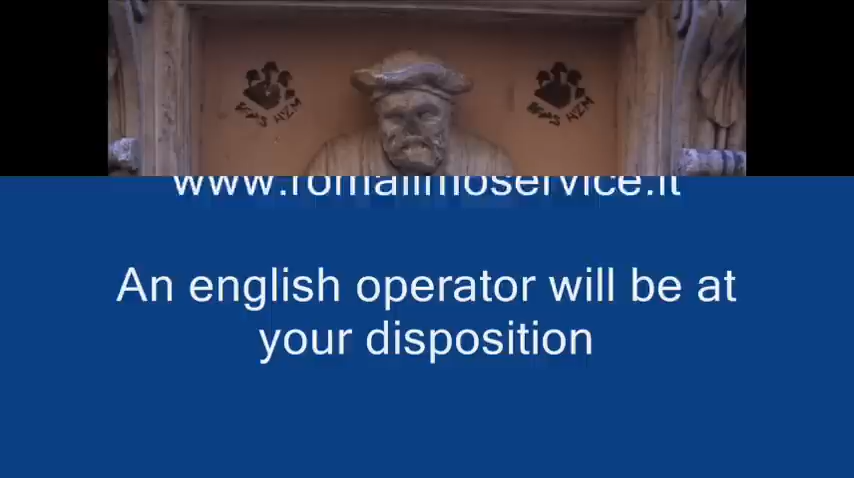 www.romalimoservice.it
An english operator will be at
your disposition